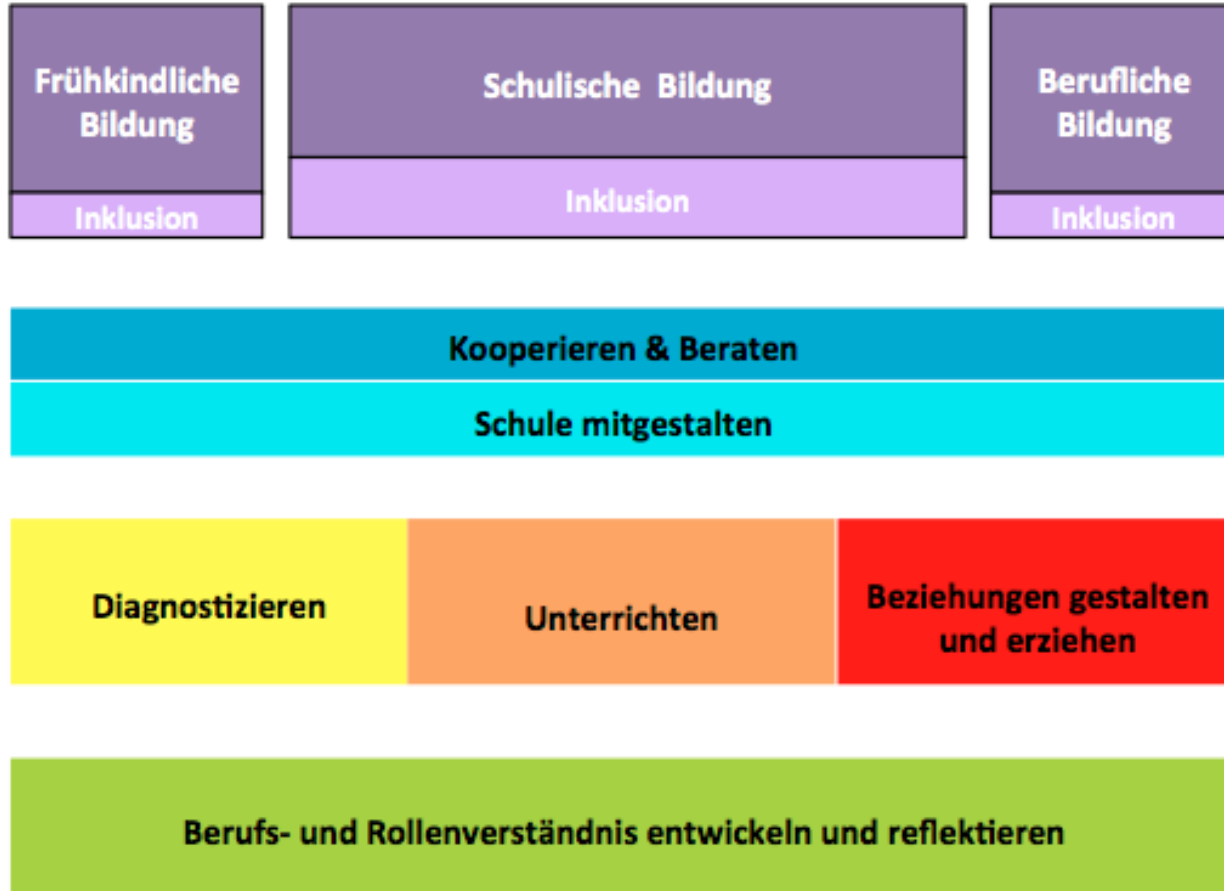 Frühkindliche
Bildung
Schulische Bildung
Berufliche
Bildung
Inklusion
Inklusion
Inklusion
Kooperieren & Beraten
Schule mitgestalten
Diagnostizieren
Unterrichten
Beziehungen gestalten
und erziehen
Berufs- und Rollenverständnis entwickeln und reflektieren